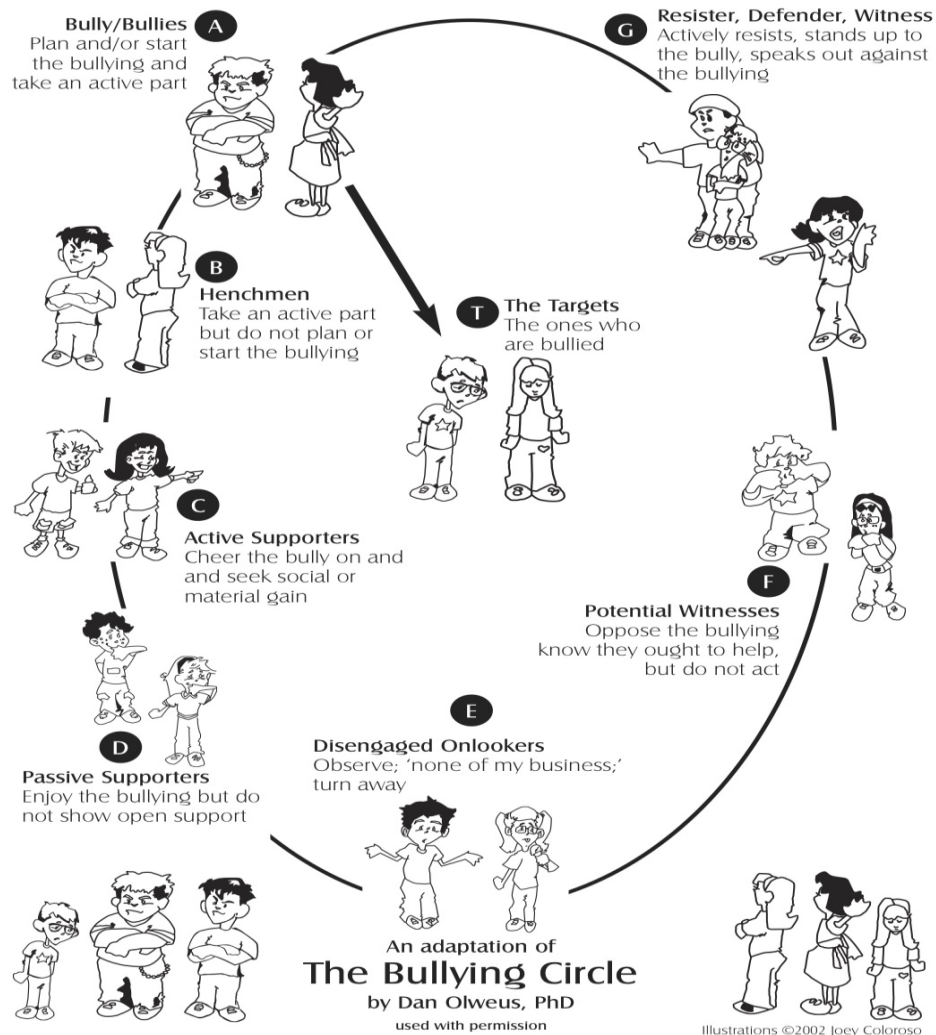 Bully/Bullies
Plan and/or start
the bullying and
take an active part
A
G
Resister, Defender, Witness
Actively resists, stands up to
the bully, speaks out against
the bullying
B
Henchmen
Take an active part
but do not plan or
start the bullying
T
The Targets
The ones who
are bullied
C
Active Supporters
Cheer the bully on and
and seek social or
material gain
F
Potential Witnesses
Oppose the bullying
know they ought to help,
but do not act
D
Passive Supporters
Enjoy the bullying but do
not show open support
E
Disengaged Onlookers
Observe; 'none of my business;'
turn away
An adaptation of
The Bullying Circle
by Dan Olweus, PhD
used with permission
Illustrations ©2002 Joey Coloroso